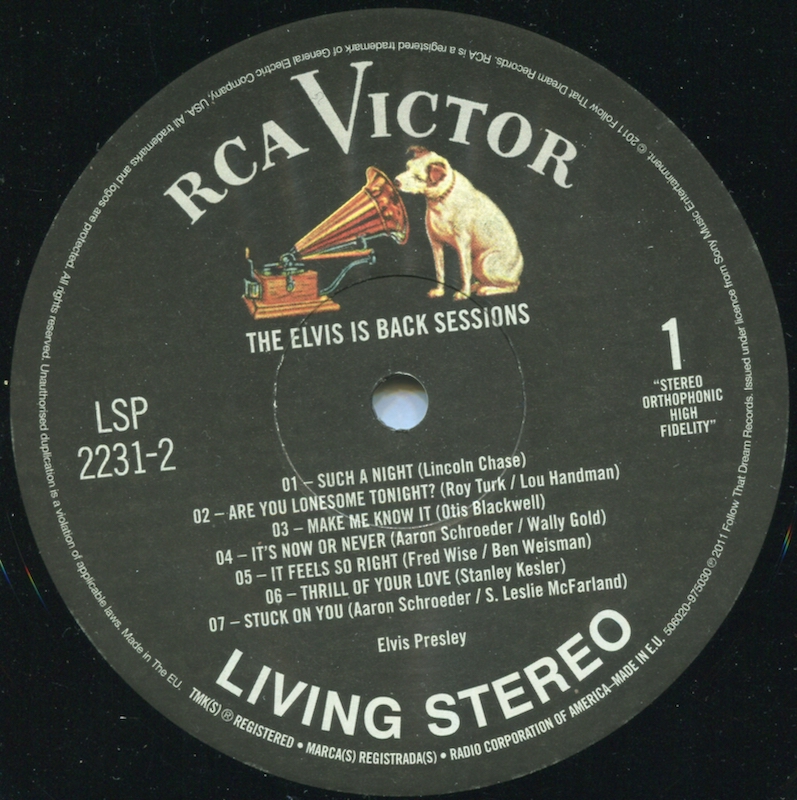 RCA VICTOR
THE ELVIS IS BACK SESSIONS
LSP
2231-2
1
"STEREO
ORTHOPHONIC
HIGH
FIDELITY"
01 – SUCH A NIGHT (Lincoln Chase)
02 – ARE YOU LONESOME TONIGHT? (Roy Turk / Lou Handman)
03 – MAKE ME KNOW IT (Otis Blackwell)
04 – IT'S NOW OR NEVER (Aaron Schroeder / Wally Gold)
05 – IT FEELS SO RIGHT (Fred Wise / Ben Weisman)
06 – THRILL OF YOUR LOVE (Stanley Kesler)
07 – STUCK ON YOU (Aaron Schroeder / S. Leslie McFarland)
Elvis Presley
LIVING STEREO
TMK(S) ® REGISTERED • MARCA(S) REGISTRADA(S) • RADIO CORPORATION OF AMERICA–MADE IN E.U.
506020-975030 ℗ 2011 Follow That Dream Records. Issued under licence from Sony Music Entertainment. © 2011 Follow That Dream Records. RCA is a registered trademark of General Electric Company, USA. All trademarks and logos are protected. All rights reserved. Unauthorised duplication is a violation of applicable laws. Made in The EU.